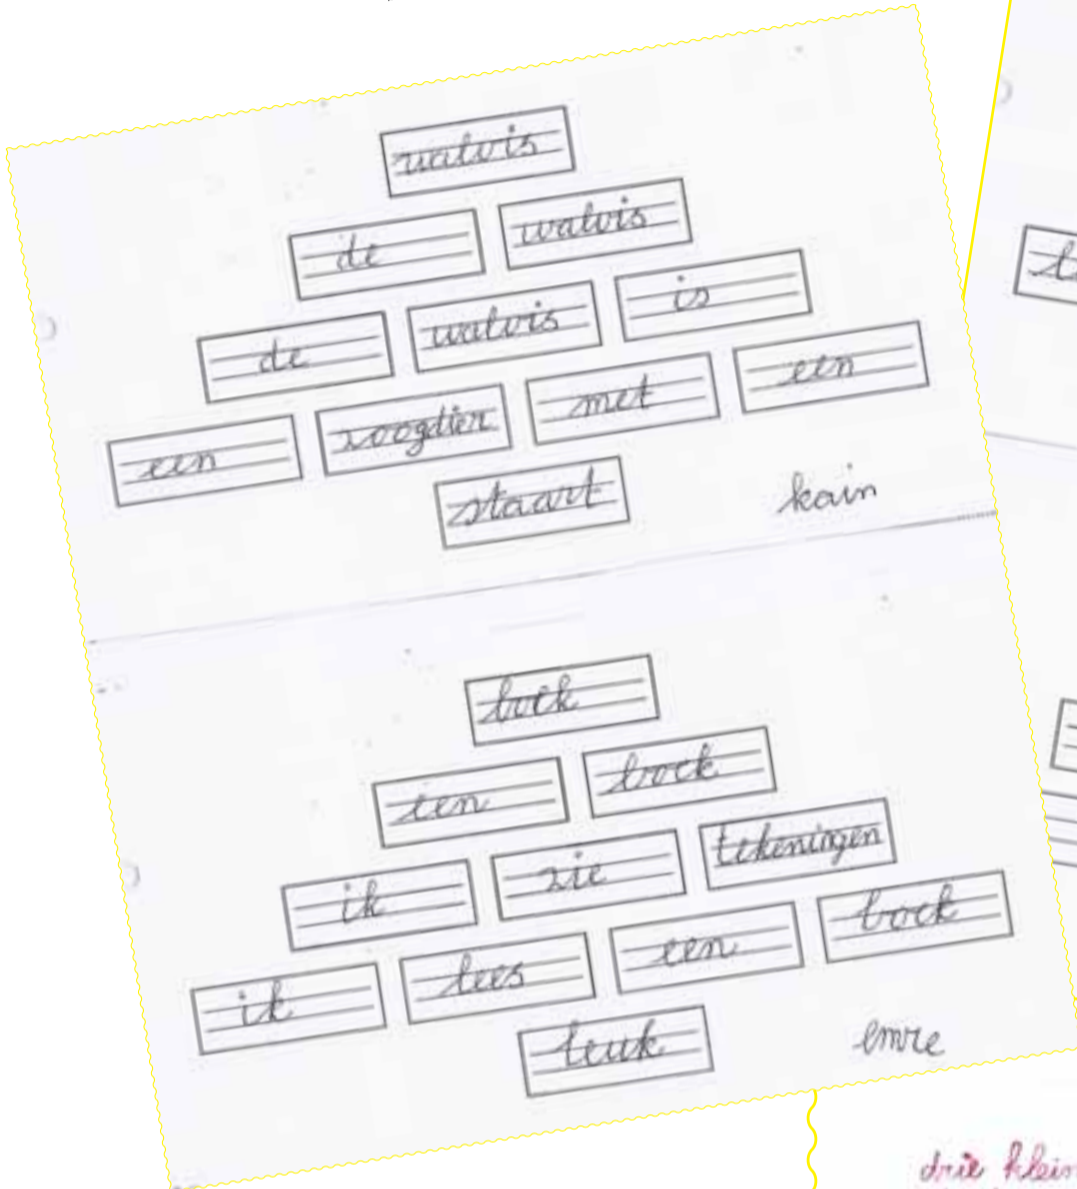 walvis
de walvis
de walvis is
een zoogdier met een
staart
kain
boek
een boek
ik zie tekeningen
ik lees een boek
leuk
emre
drie klein